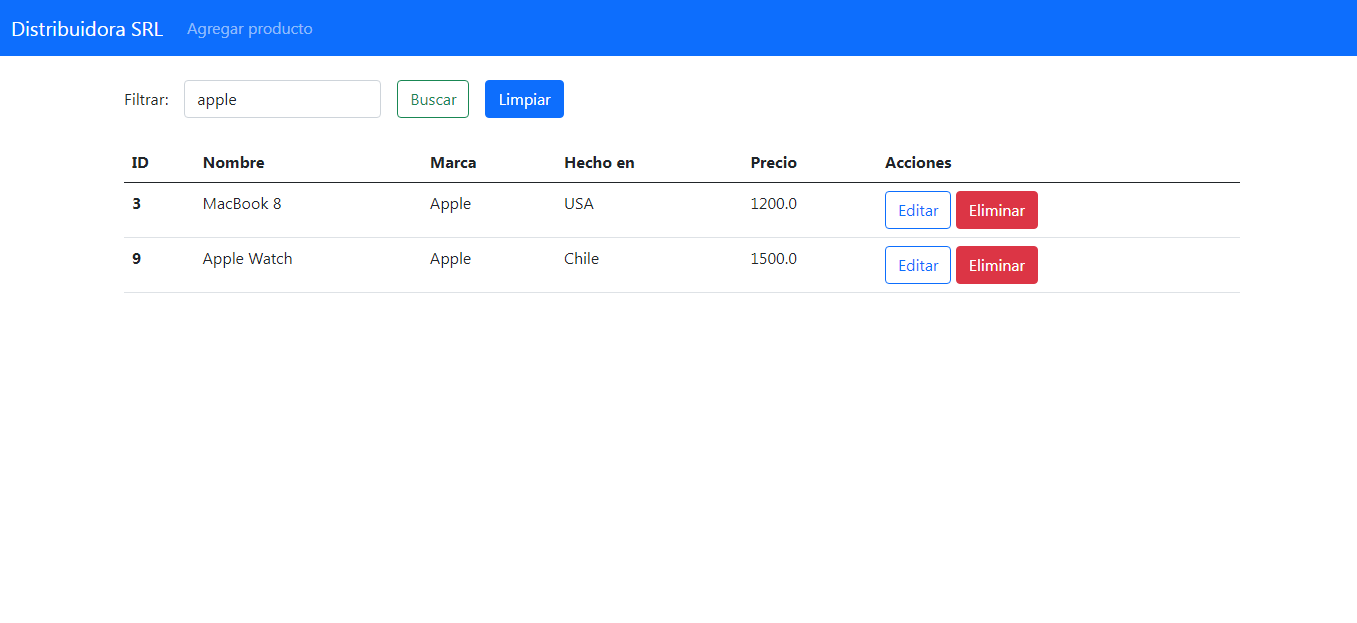 Distribuidora SRL Agregar producto
Filtrar: apple Buscar Limpiar
ID Nombre Marca Hecho en Precio Acciones
3 MacBook 8 Apple USA 1200.0 Editar Eliminar
9 Apple Watch Apple Chile 1500.0 Editar Eliminar